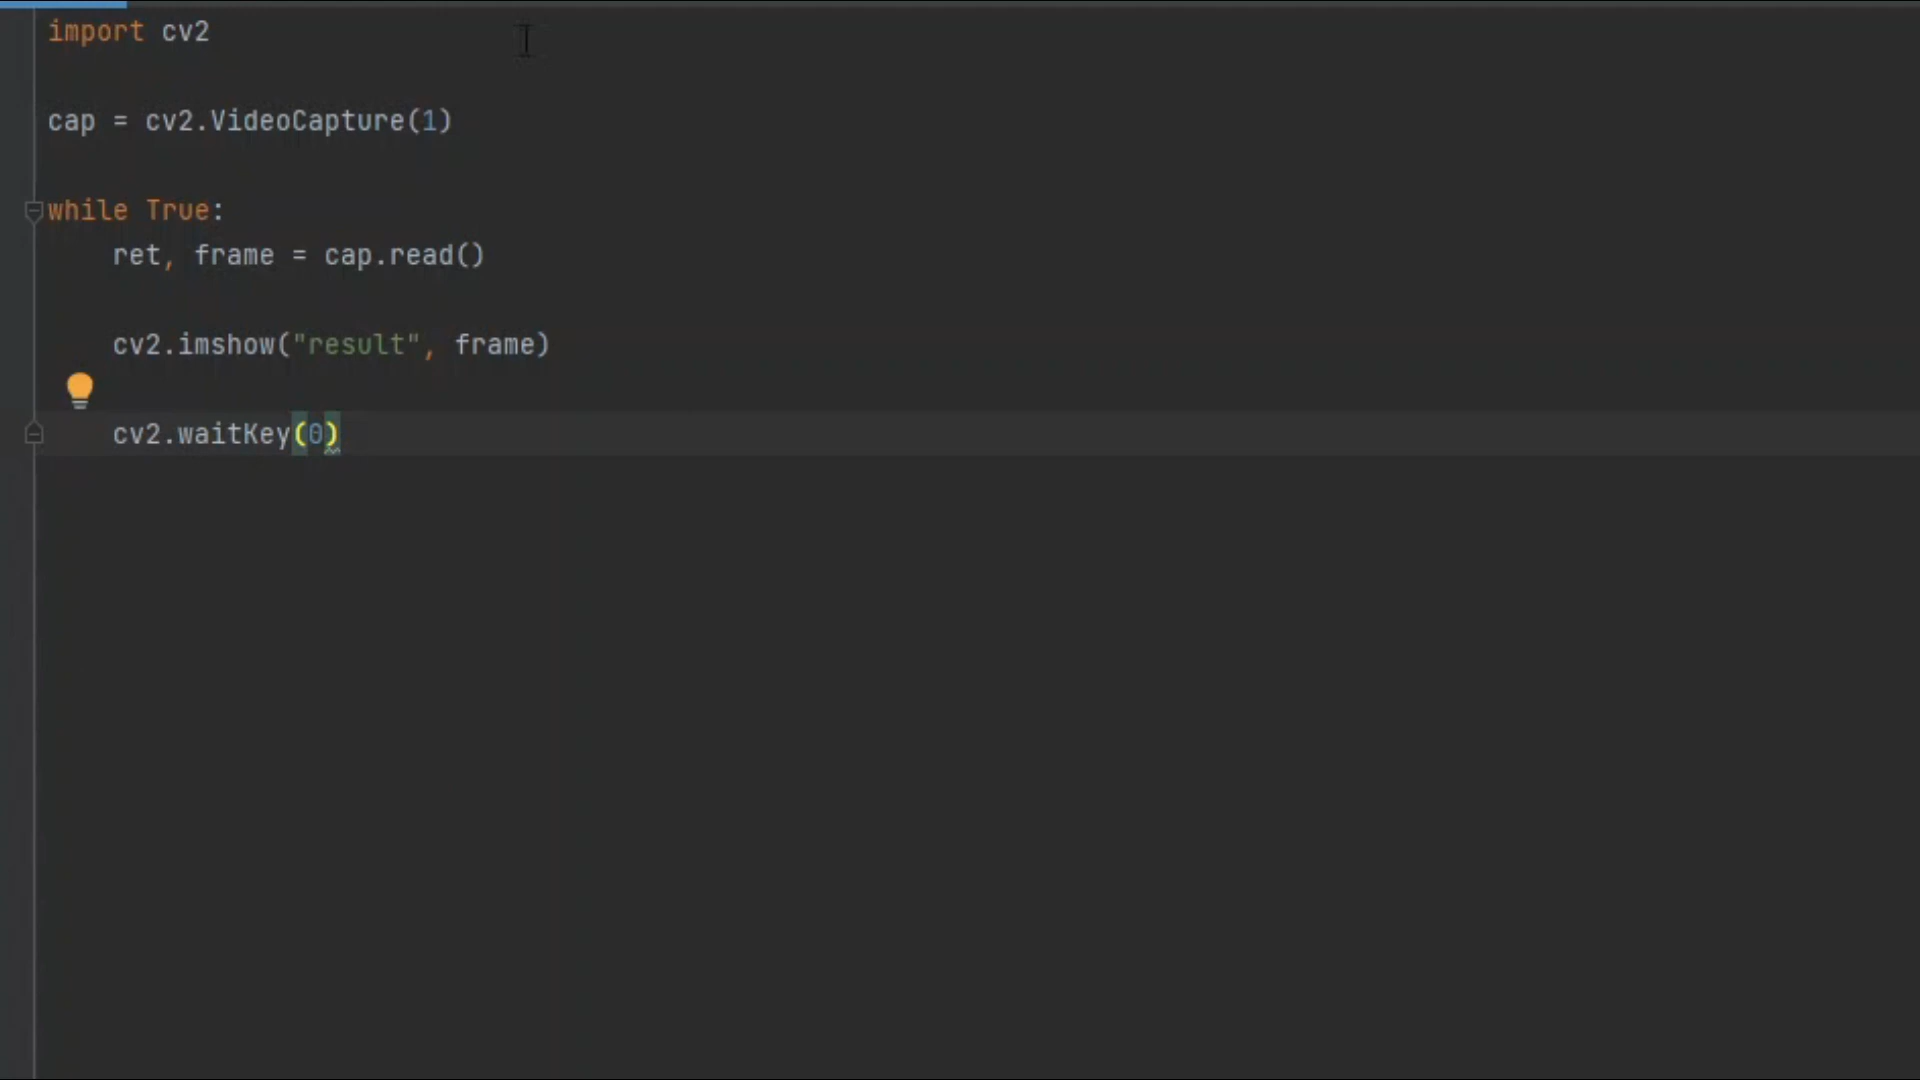 import cv2
cap = cv2.VideoCapture(1)
while True:
    ret, frame = cap.read()
    cv2.imshow("result", frame)
    cv2.waitKey(0)